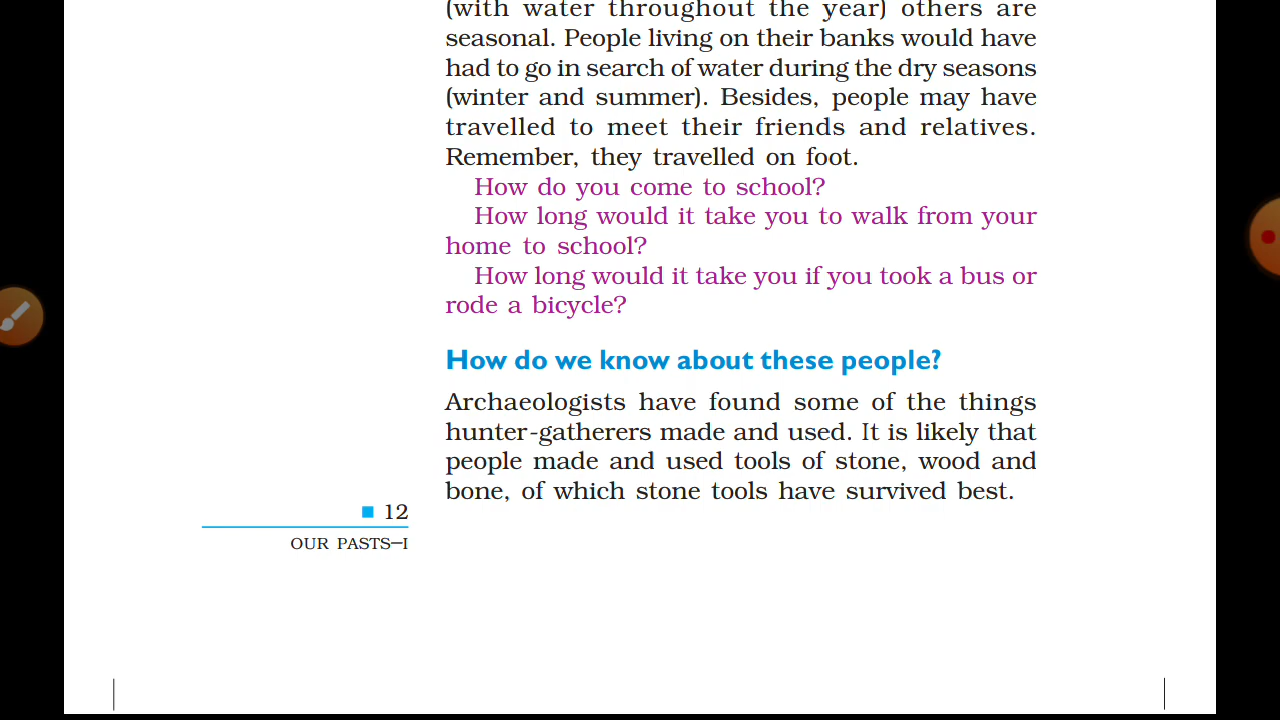 (with water throughout the year) others are
seasonal. People living on their banks would have
had to go in search of water during the dry seasons
(winter and summer). Besides, people may have
travelled to meet their friends and relatives.
Remember, they travelled on foot.
How do you come to school?
How long would it take you to walk from your
home to school?
How long would it take you if you took a bus or
rode a bicycle?
How do we know about these people?
Archaeologists have found some of the things
hunter-gatherers made and used. It is likely that
people made and used tools of stone, wood and
bone, of which stone tools have survived best.
12
OUR PASTS–I